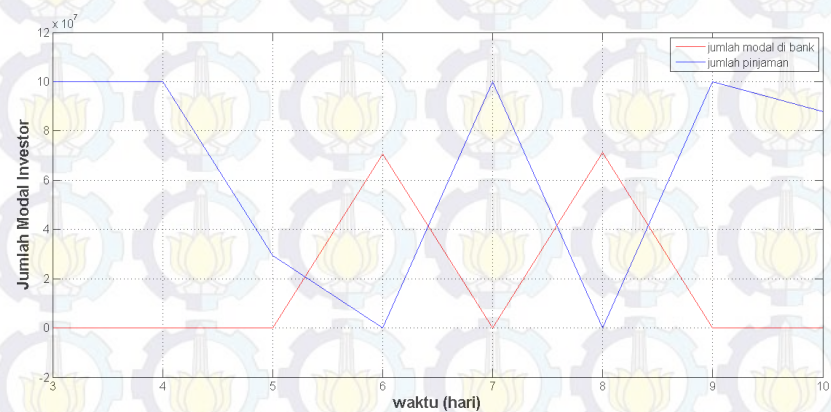 x 10^7
12
10
8
6
4
2
0
-2
Jumlah Modal Investor
jumlah modal di bank
jumlah pinjaman
3 4 5 6 7 8 9 10
waktu (hari)